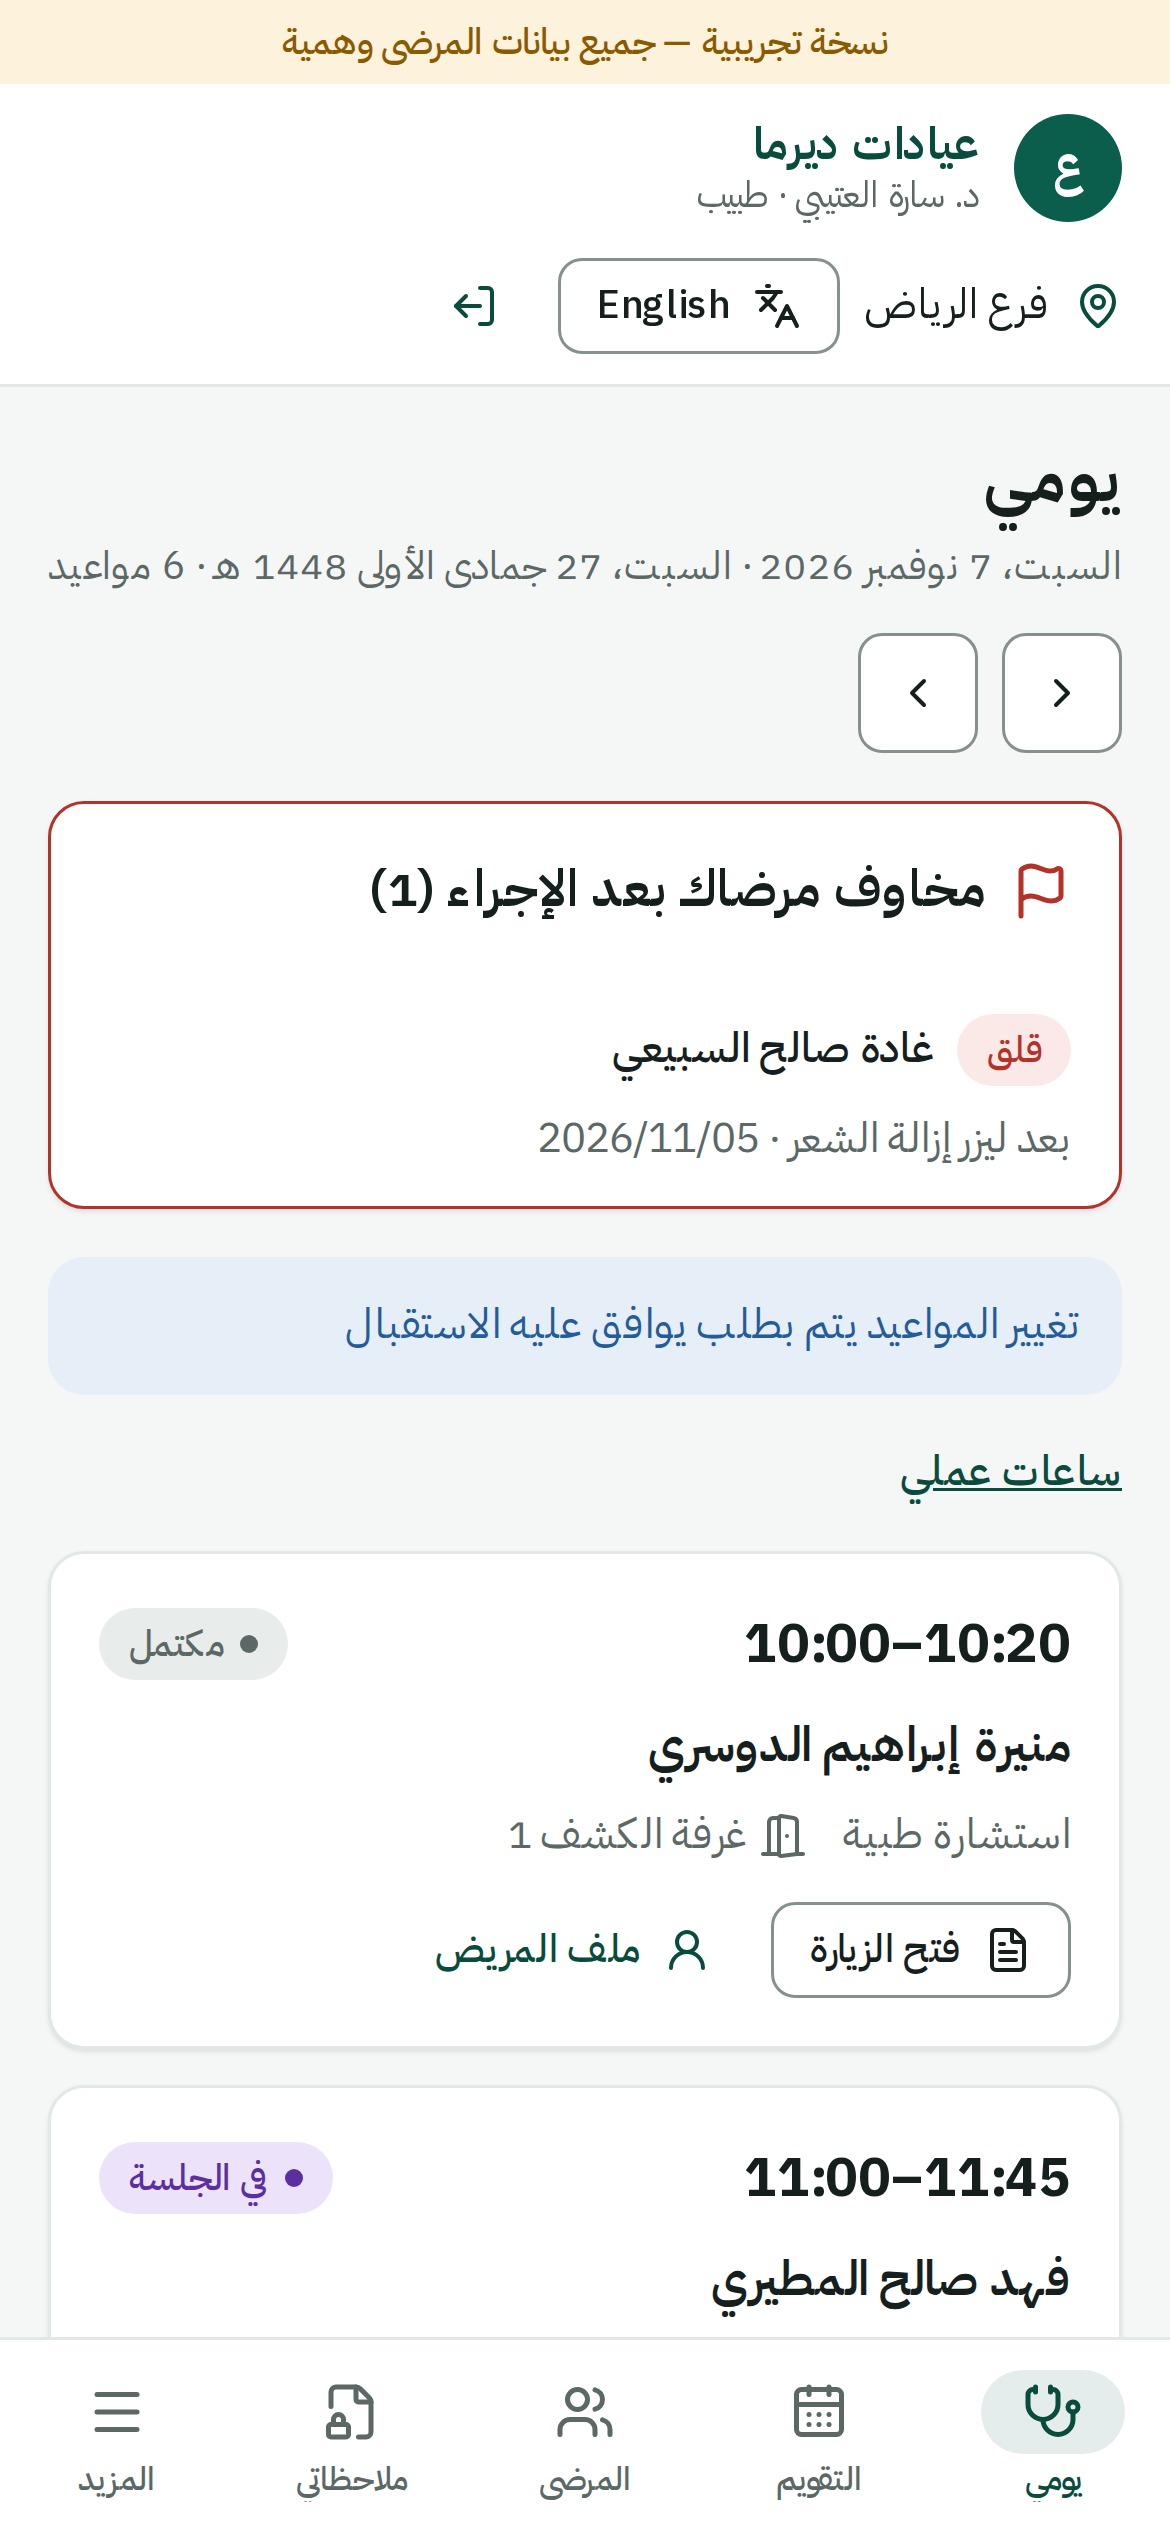 نسخة تجريبية — جميع بيانات المرضى وهمية
ع
عيادات ديرما
د. سارة العتيبي · طبيب
فرع الرياض
English
يومي
السبت، 7 نوفمبر 2026 · السبت، 27 جمادى الأولى 1448 هـ · 6 مواعيد
مخاوف مرضاك بعد الإجراء (1)
قلق غادة صالح السبيعي
بعد ليزر إزالة الشعر · 2026/11/05
تغيير المواعيد يتم بطلب يوافق عليه الاستقبال
ساعات عملي
10:00–10:20 مكتمل
منيرة إبراهيم الدوسري
استشارة طبية غرفة الكشف 1
فتح الزيارة ملف المريض
11:00–11:45 في الجلسة
فهد صالح المطيري
يومي التقويم المرضى ملاحظاتي المزيد